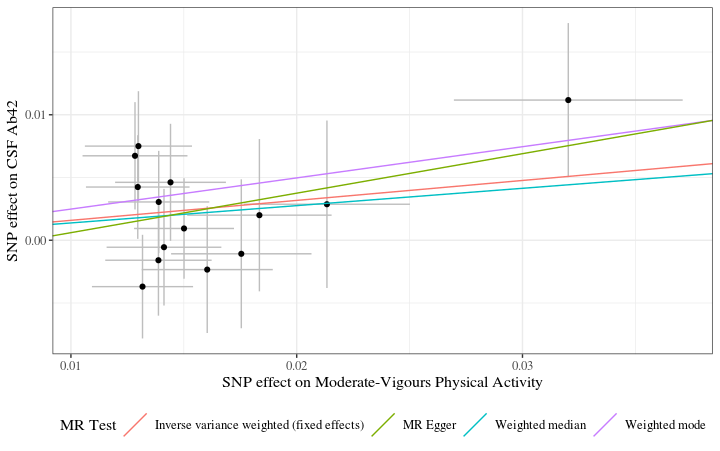 SNP effect on CSF Ab42
0.01
0.00
0.01
0.02
0.03
SNP effect on Moderate-Vigours Physical Activity
MR Test
Inverse variance weighted (fixed effects)
MR Egger
Weighted median
Weighted mode